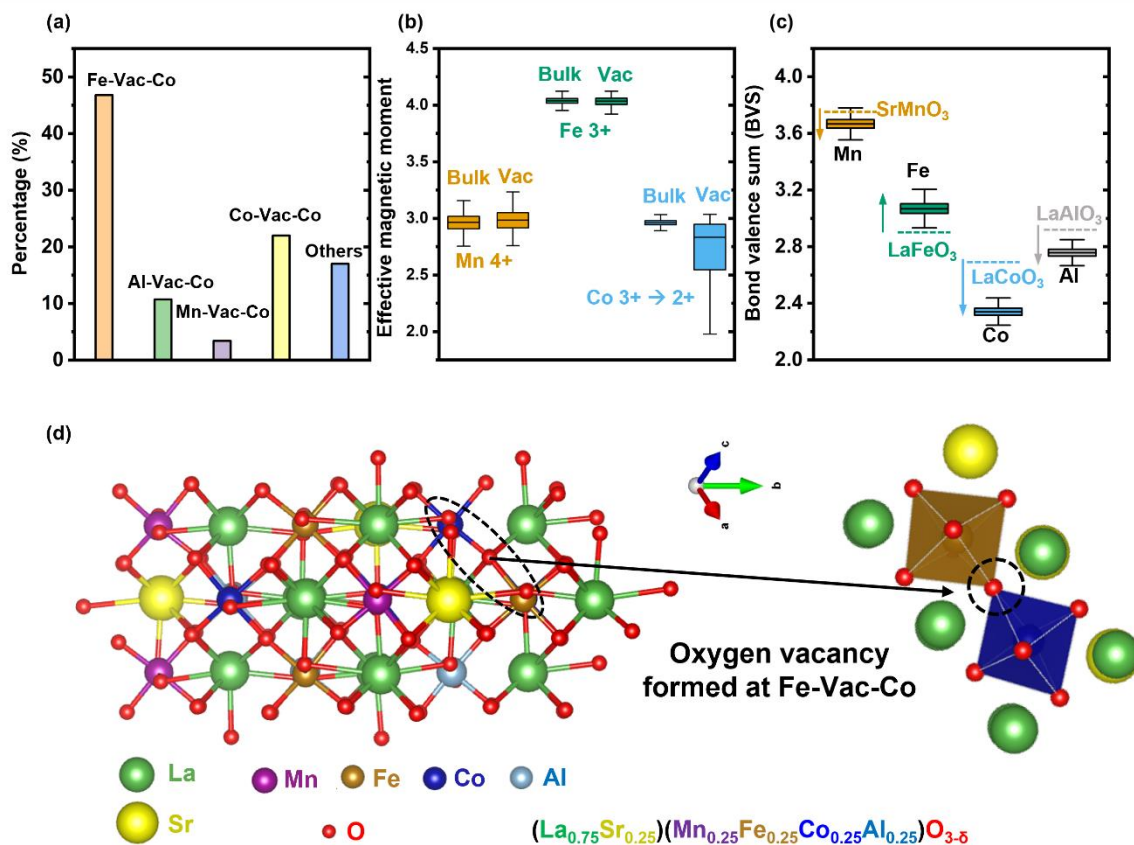 (a)
Percentage (%)
50
40
30
20
10
0
Fe-Vac-Co
Al-Vac-Co
Mn-Vac-Co
Co-Vac-Co
Others
(b)
Effective magnetic moment
4.5
4.0
3.5
3.0
2.5
2.0
Bulk Vac
Fe 3+
Bulk Vac
Mn 4+
Bulk Vac
Co 3+ → 2+
(c)
Bond valence sum (BVS)
4.0
3.6
3.2
2.8
2.4
2.0
SrMnO₃
Mn
Fe
LaFeO₃
LaCoO₃
Co
LaAlO₃
Al
(d)
c
b
a
Oxygen vacancy
formed at Fe-Vac-Co
La Mn Fe Co Al
Sr O
(La₀.₇₅Sr₀.₂₅)(Mn₀.₂₅Fe₀.₂₅Co₀.₂₅Al₀.₂₅)O₃₋δ